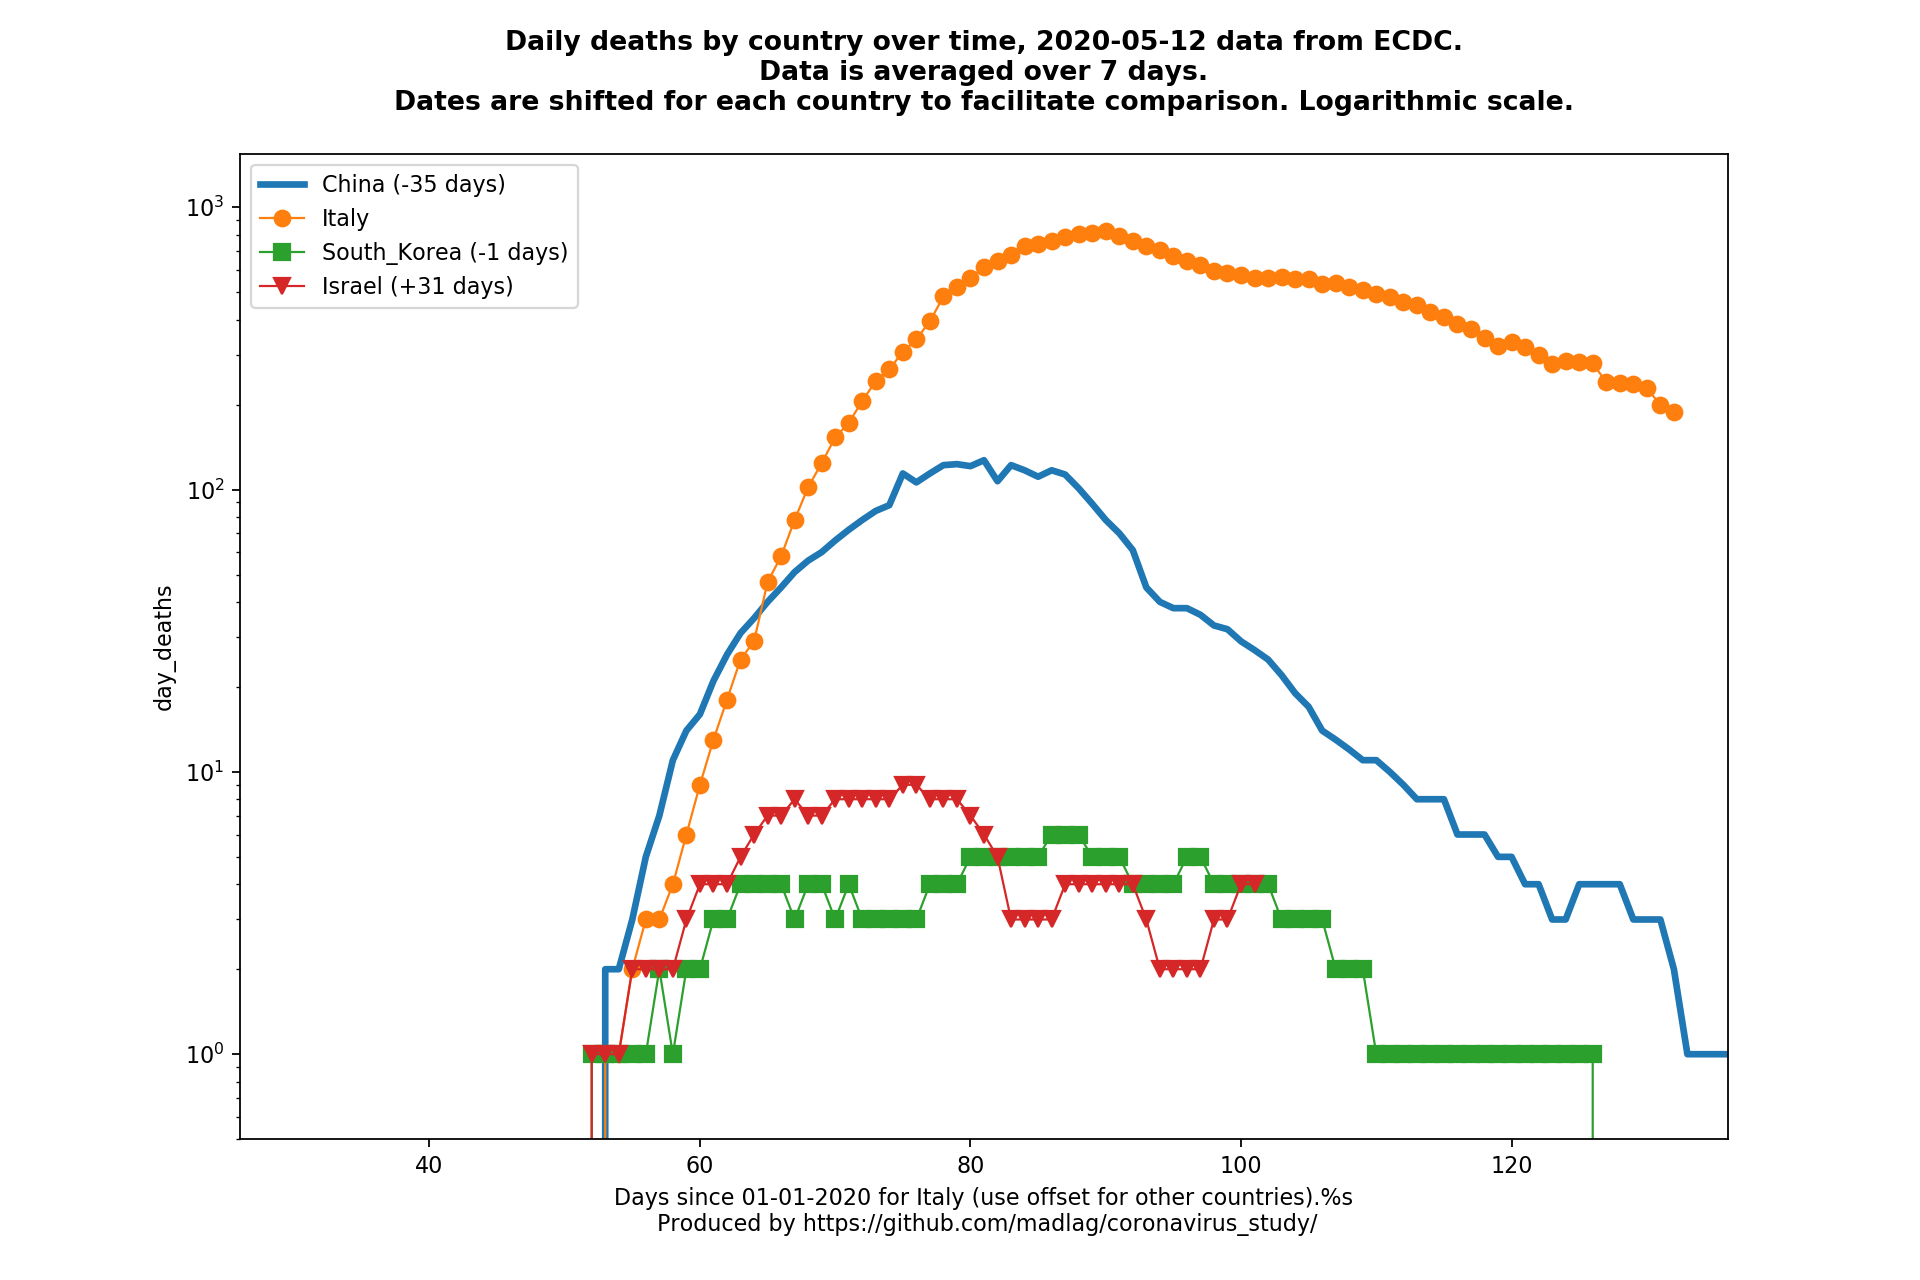 Daily deaths by country over time, 2020-05-12 data from ECDC.
Data is averaged over 7 days.
Dates are shifted for each country to facilitate comparison. Logarithmic scale.
China (-35 days)
Italy
South_Korea (-1 days)
Israel (+31 days)
10³
10²
10¹
10⁰
day_deaths
40 60 80 100 120
Days since 01-01-2020 for Italy (use offset for other countries).%s
Produced by https://github.com/madlag/coronavirus_study/